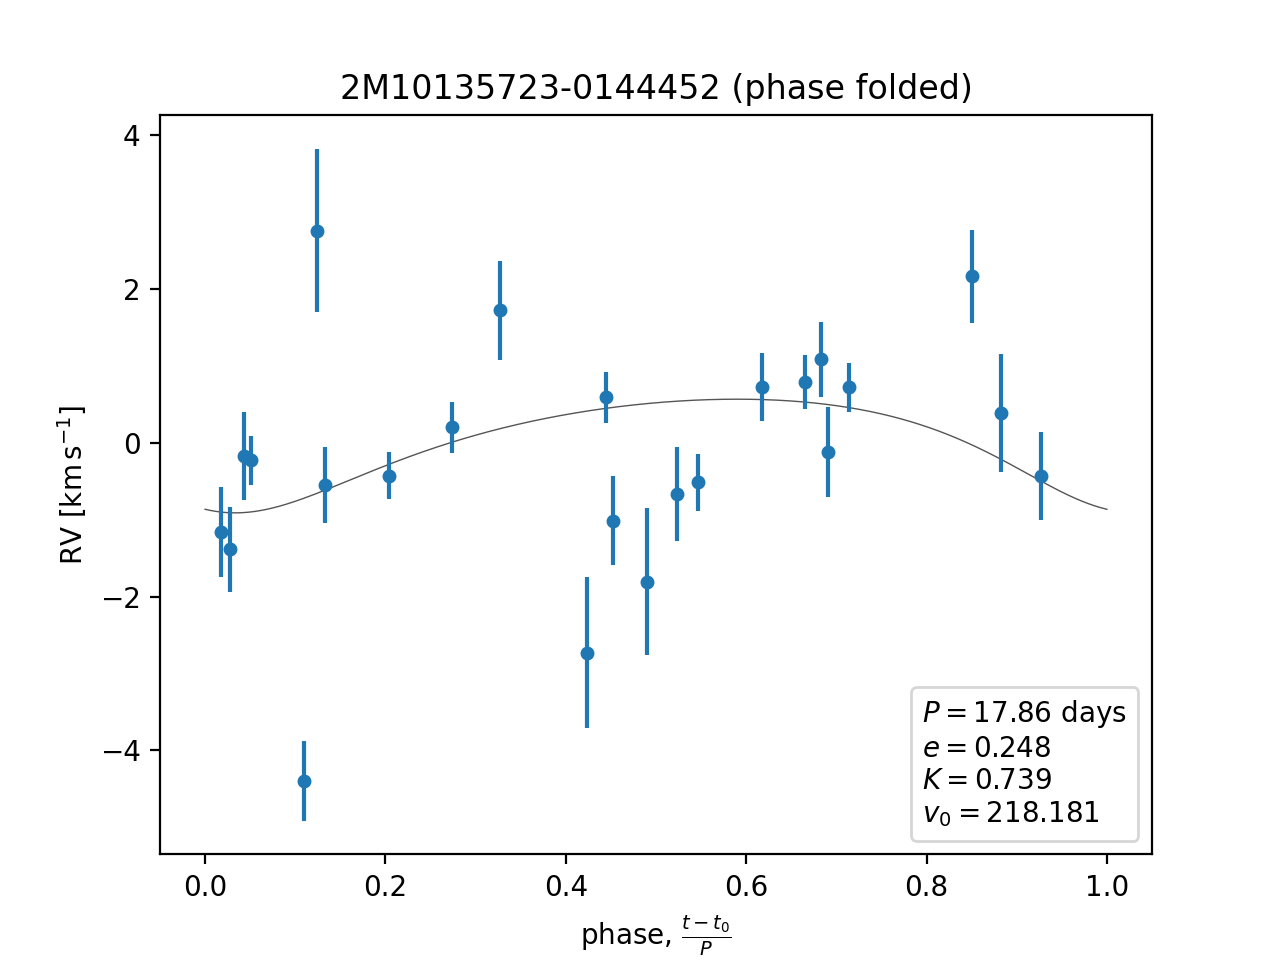 2M10135723-0144452 (phase folded)
4
2
0
−2
−4
RV [km s⁻¹]
P = 17.86 days
e = 0.248
K = 0.739
v₀ = 218.181
0.0 0.2 0.4 0.6 0.8 1.0
phase, (t − t₀)/P